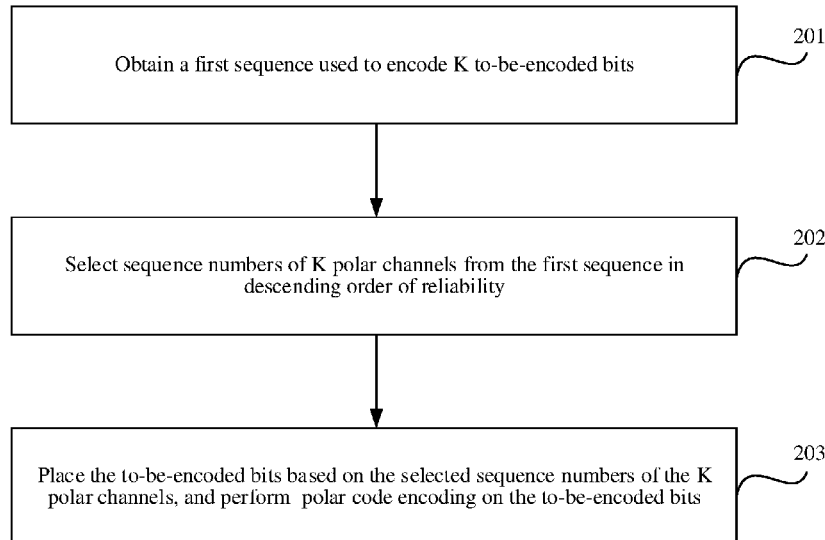 201
Obtain a first sequence used to encode K to-be-encoded bits
202
Select sequence numbers of K polar channels from the first sequence in
descending order of reliability
203
Place the to-be-encoded bits based on the selected sequence numbers of the K
polar channels, and perform polar code encoding on the to-be-encoded bits